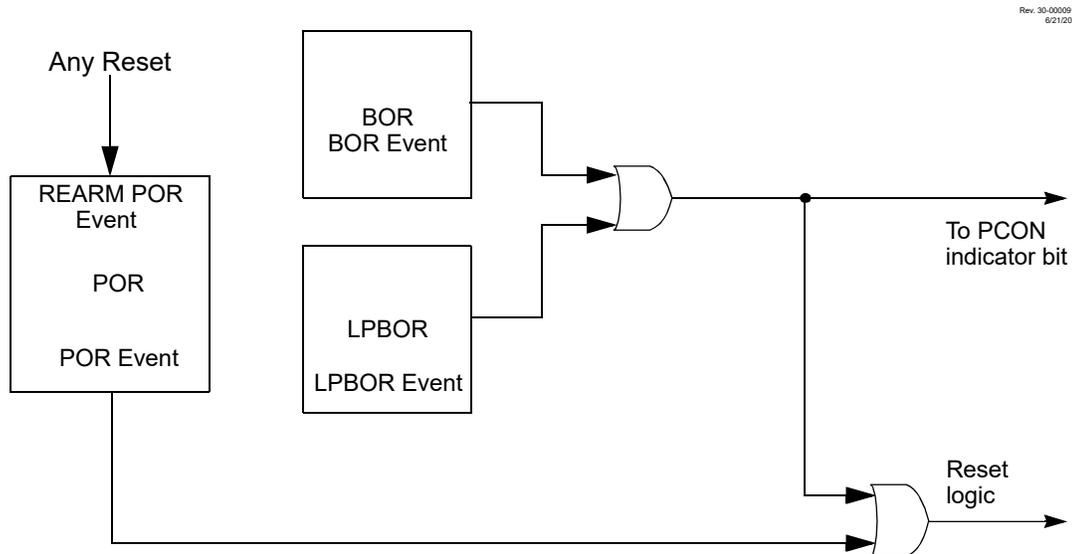 Rev. 30-00009
6/21/20
Any Reset
REARM POR
Event
POR
POR Event
BOR
BOR Event
LPBOR
LPBOR Event
To PCON
indicator bit
Reset
logic